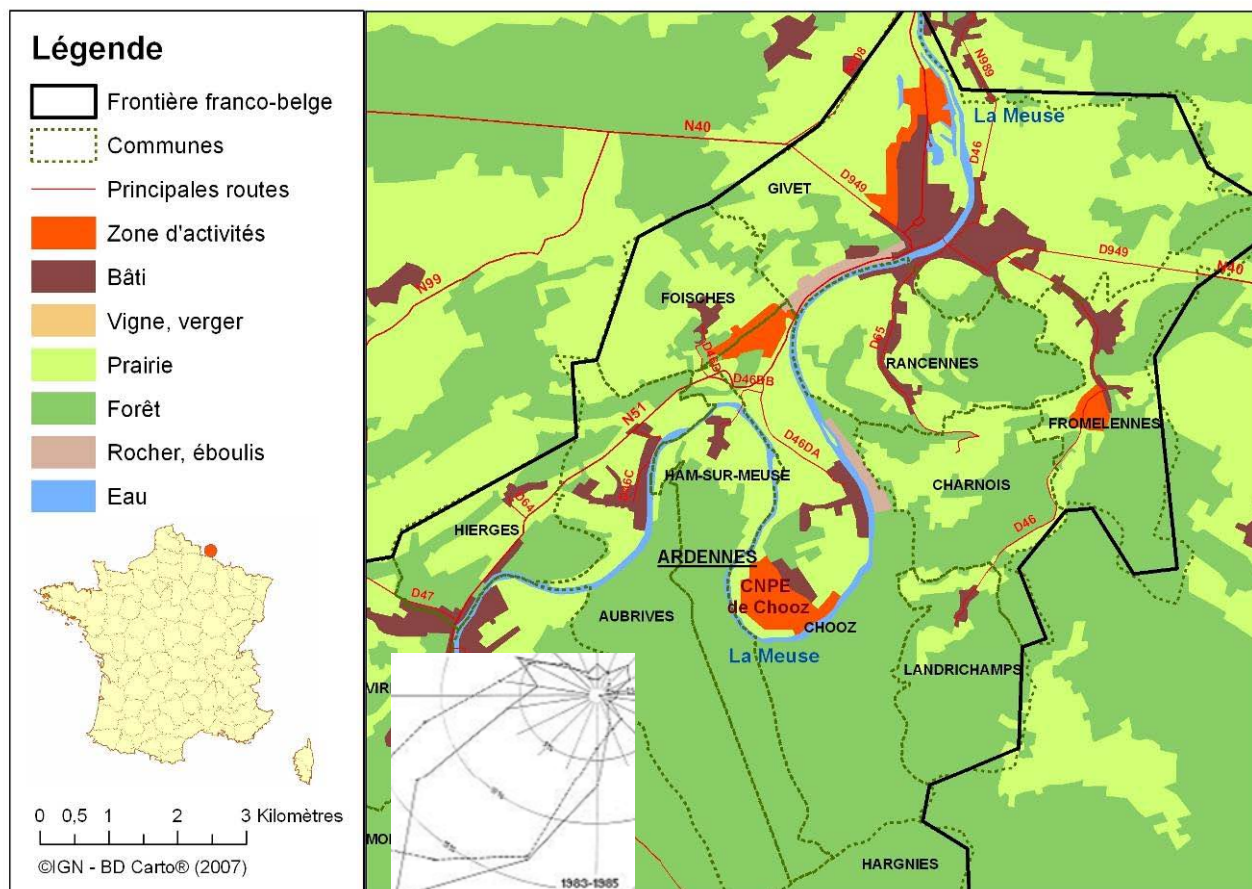 Légende
Frontière franco-belge
Communes
Principales routes
Zone d'activités
Bâti
Vigne, verger
Prairie
Forêt
Rocher, éboulis
Eau
0 0,5 1 2 3 Kilomètres
©IGN - BD Carto® (2007)
N989
La Meuse
N40
D46
GIVET
D949
D949
N40
N99
FOISCHES
D65
RANCENNES
D46BB
N51
FROMELENNES
D46DA
HAM-SUR-MEUSE
CHARNOIS
D64
HIERGES
D46
ARDENNES
CNPE
de Chooz
D47
AUBRIVES
CHOOZ
La Meuse
LANDRICHAMPS
VIR
MO
HARGNIES
1983-1985